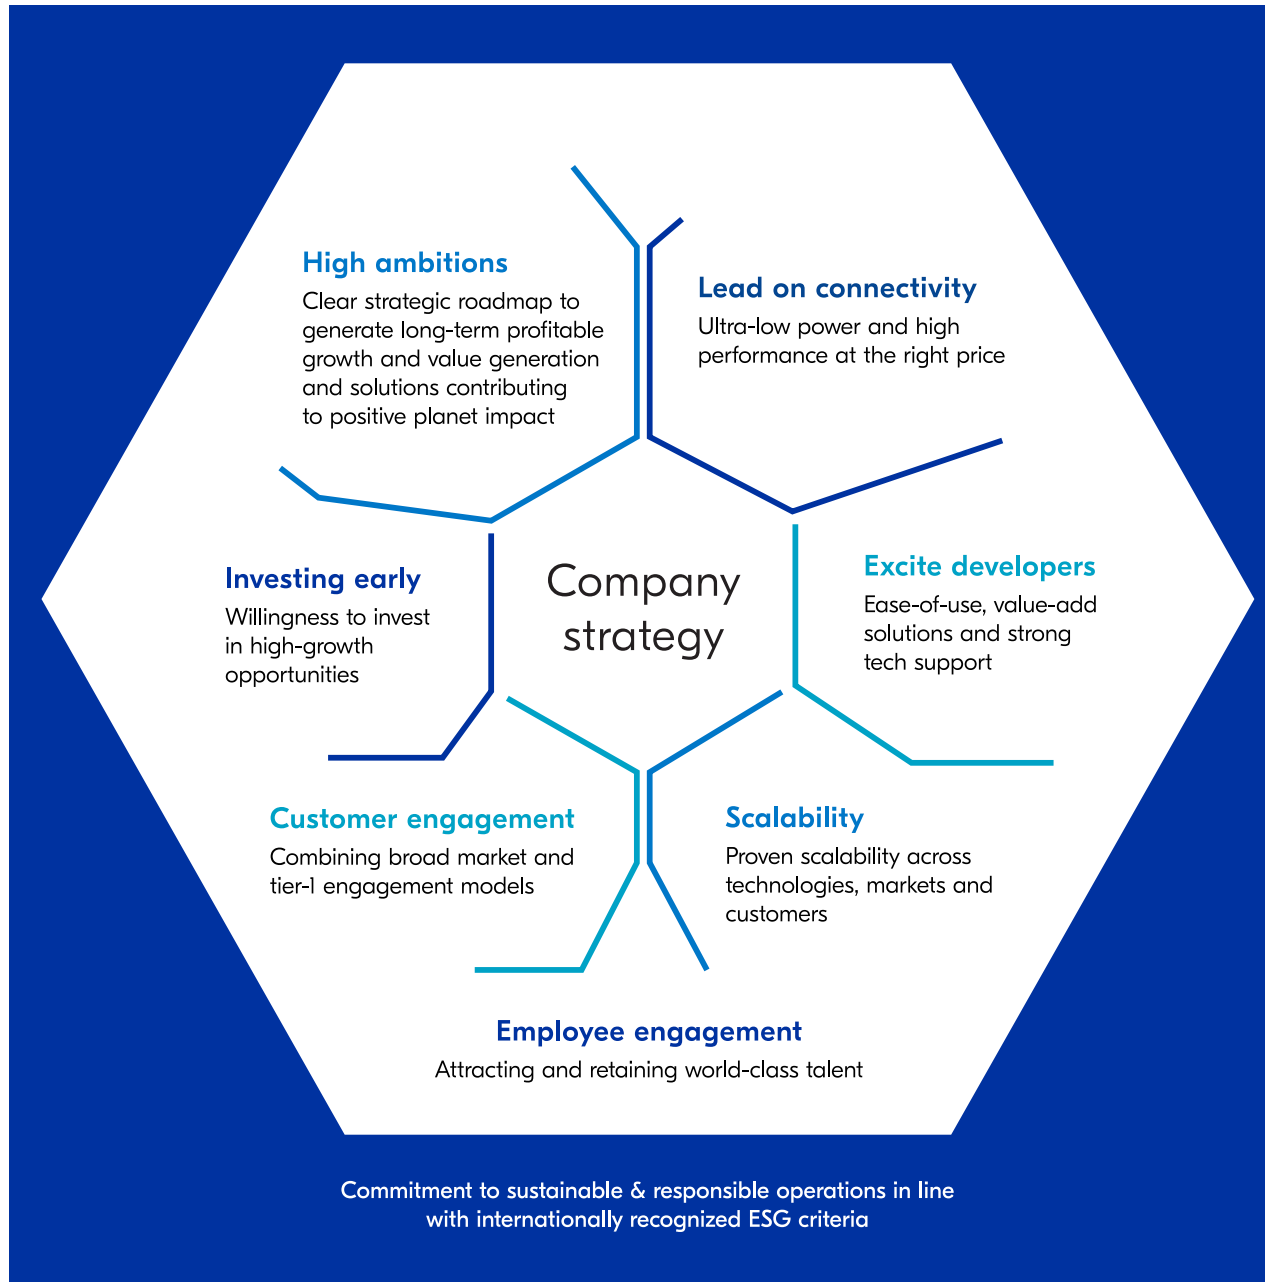 High ambitions
Clear strategic roadmap to
generate long-term profitable
growth and value generation
and solutions contributing
to positive planet impact
Lead on connectivity
Ultra-low power and high
performance at the right price
Investing early
Willingness to invest
in high-growth
opportunities
Company
strategy
Excite developers
Ease-of-use, value-add
solutions and strong
tech support
Customer engagement
Combining broad market and
tier-1 engagement models
Scalability
Proven scalability across
technologies, markets and
customers
Employee engagement
Attracting and retaining world-class talent
Commitment to sustainable & responsible operations in line
with internationally recognized ESG criteria